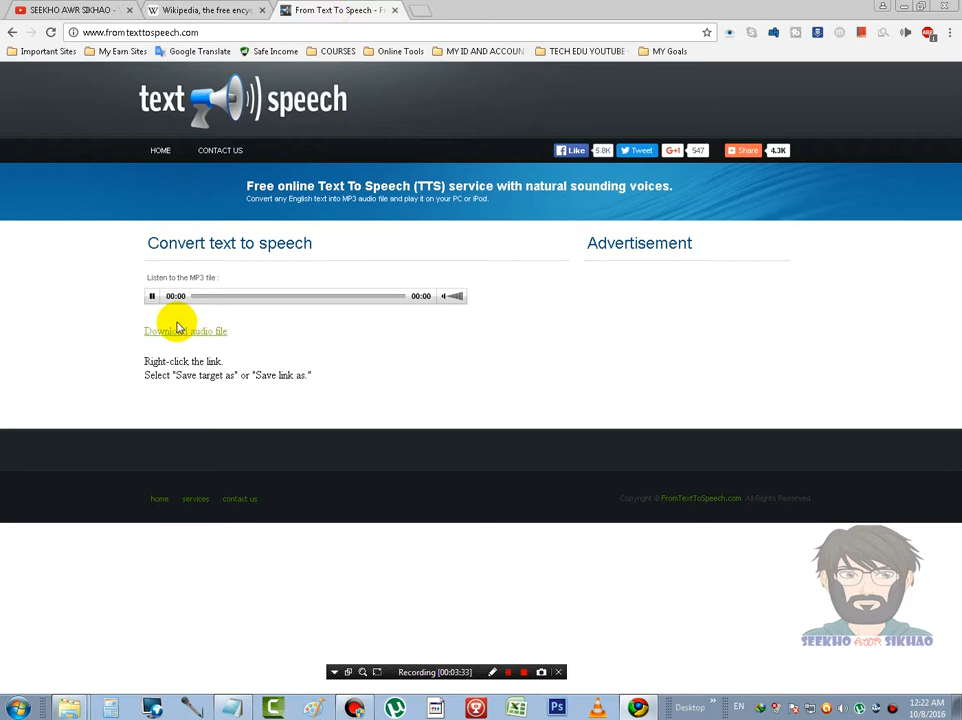 SEEKHO AWR SIKHAO -
Wikipedia, the free ency
From Text To Speech - Fr
www.fromtexttospeech.com
Important Sites
My Earn Sites
Google Translate
Safe Income
COURSES
Online Tools
MY ID AND ACCOUN
TECH EDU YOUTUBE
MY Goals
text speech
HOME
CONTACT US
Like
5.8K
Tweet
G+1
547
Share
4.3K
Free online Text To Speech (TTS) service with natural sounding voices.
Convert any English text into MP3 audio file and play it on your PC or iPod.
Convert text to speech
Advertisement
Listen to the MP3 file :
00:00
00:00
Download audio file
Right-click the link.
Select "Save target as" or "Save link as."
home
services
contact us
Copyright © FromTextToSpeech.com. All Rights Reserved
SEEKHO AWR SIKHAO
Recording [00:03:33]
Desktop
EN
12:22 AM
10/8/2016